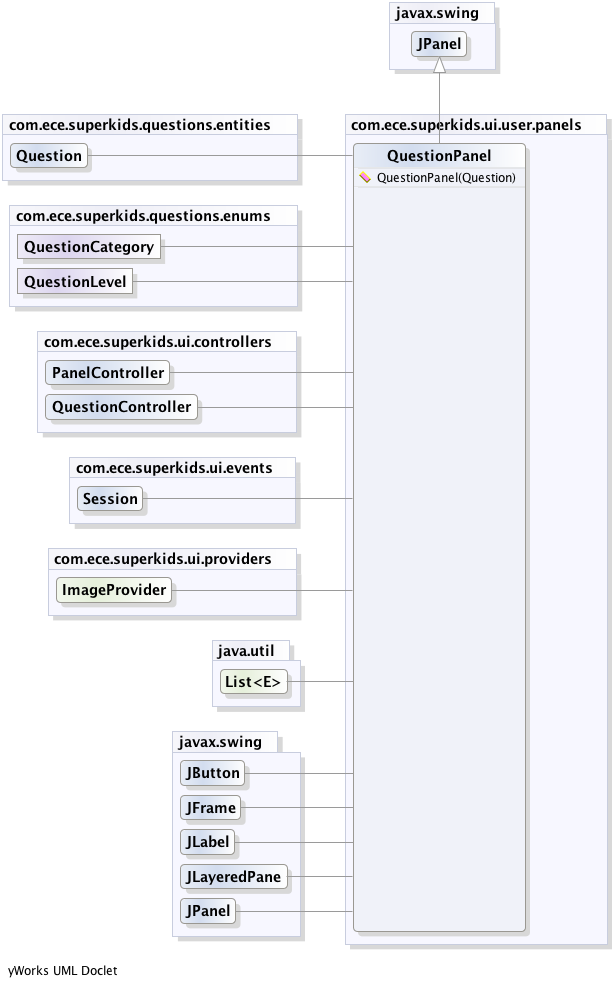 javax.swing
JPanel
com.ece.superkids.questions.entities
Question
com.ece.superkids.ui.user.panels
QuestionPanel
QuestionPanel(Question)
com.ece.superkids.questions.enums
QuestionCategory
QuestionLevel
com.ece.superkids.ui.controllers
PanelController
QuestionController
com.ece.superkids.ui.events
Session
com.ece.superkids.ui.providers
ImageProvider
java.util
List<E>
javax.swing
JButton
JFrame
JLabel
JLayeredPane
JPanel
yWorks UML Doclet